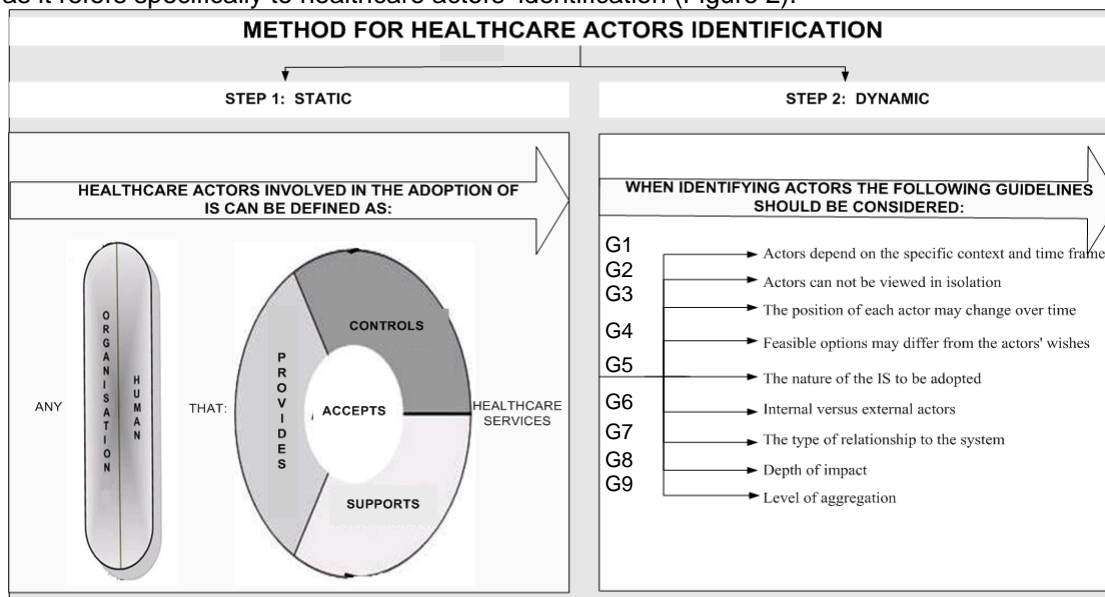 as it refers specifically to healthcare actors' identification (Figure 2).
METHOD FOR HEALTHCARE ACTORS IDENTIFICATION
STEP 1: STATIC
STEP 2: DYNAMIC
HEALTHCARE ACTORS INVOLVED IN THE ADOPTION OF
IS CAN BE DEFINED AS:
WHEN IDENTIFYING ACTORS THE FOLLOWING GUIDELINES
SHOULD BE CONSIDERED:
ANY
ORGANISATION
HUMAN
THAT:
PROVIDES
CONTROLS
ACCEPTS
SUPPORTS
HEALTHCARE
SERVICES
G1
Actors depend on the specific context and time frame
G2
Actors can not be viewed in isolation
G3
The position of each actor may change over time
G4
Feasible options may differ from the actors' wishes
G5
The nature of the IS to be adopted
G6
Internal versus external actors
G7
The type of relationship to the system
G8
Depth of impact
G9
Level of aggregation